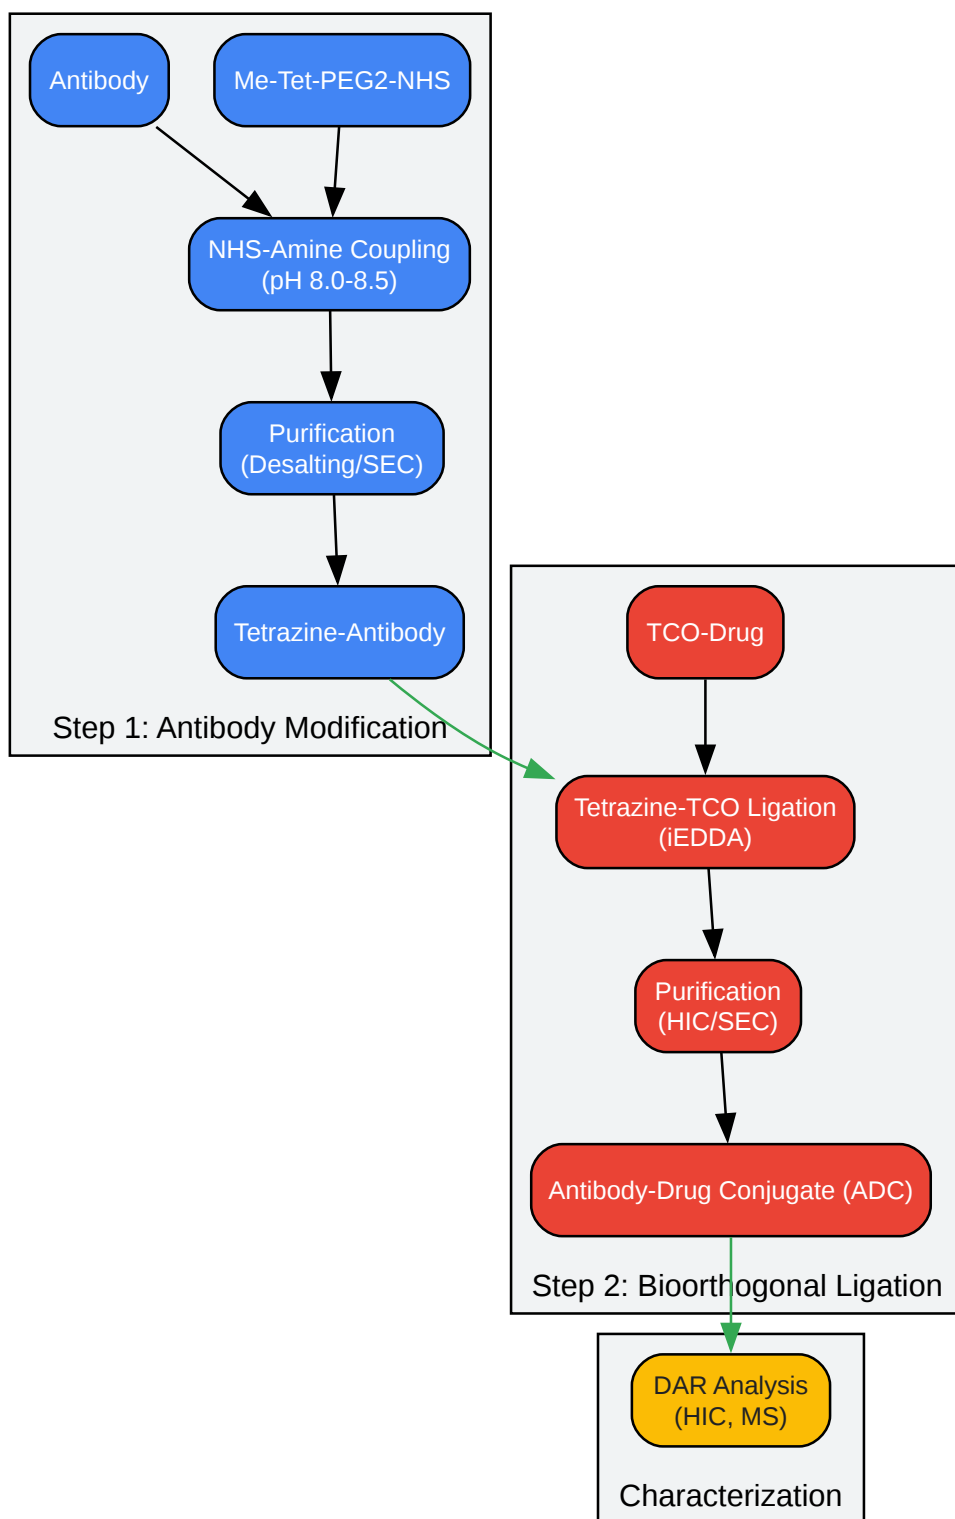 Antibody
Me-Tet-PEG2-NHS
NHS-Amine Coupling
(pH 8.0-8.5)
Purification
(Desalting/SEC)
Tetrazine-Antibody
Step 1: Antibody Modification
TCO-Drug
Tetrazine-TCO Ligation
(iEDDA)
Purification
(HIC/SEC)
Antibody-Drug Conjugate (ADC)
Step 2: Bioorthogonal Ligation
DAR Analysis
(HIC, MS)
Characterization